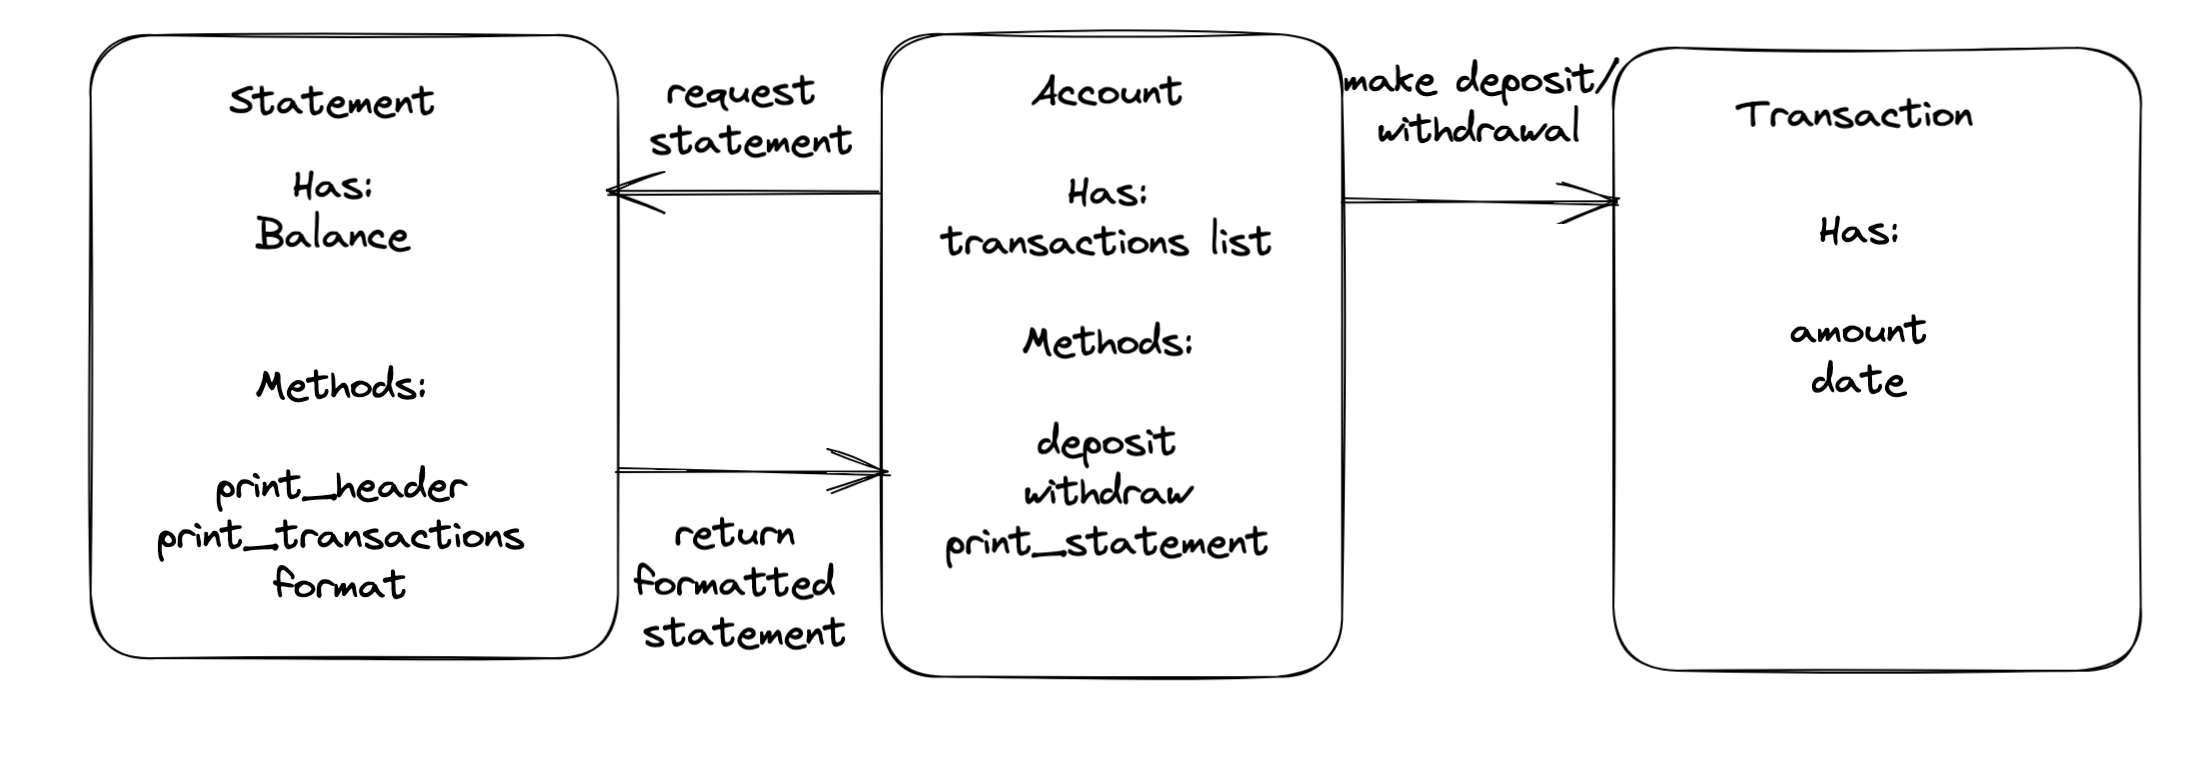 Statement
Has:
Balance
Methods:
print_header
print_transactions
format
request
statement
return
formatted
statement
Account
Has:
transactions list
Methods:
deposit
withdraw
print_statement
make deposit/
withdrawal
Transaction
Has:
amount
date